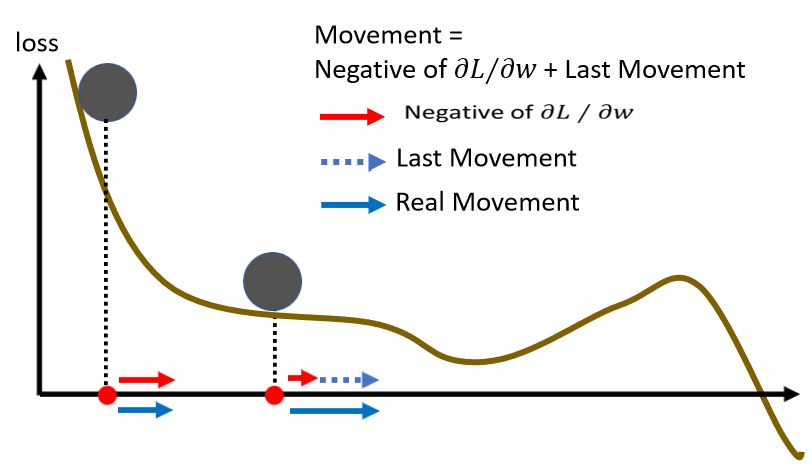 loss
Movement =
Negative of ∂L/∂w + Last Movement
Negative of ∂L / ∂w
Last Movement
Real Movement